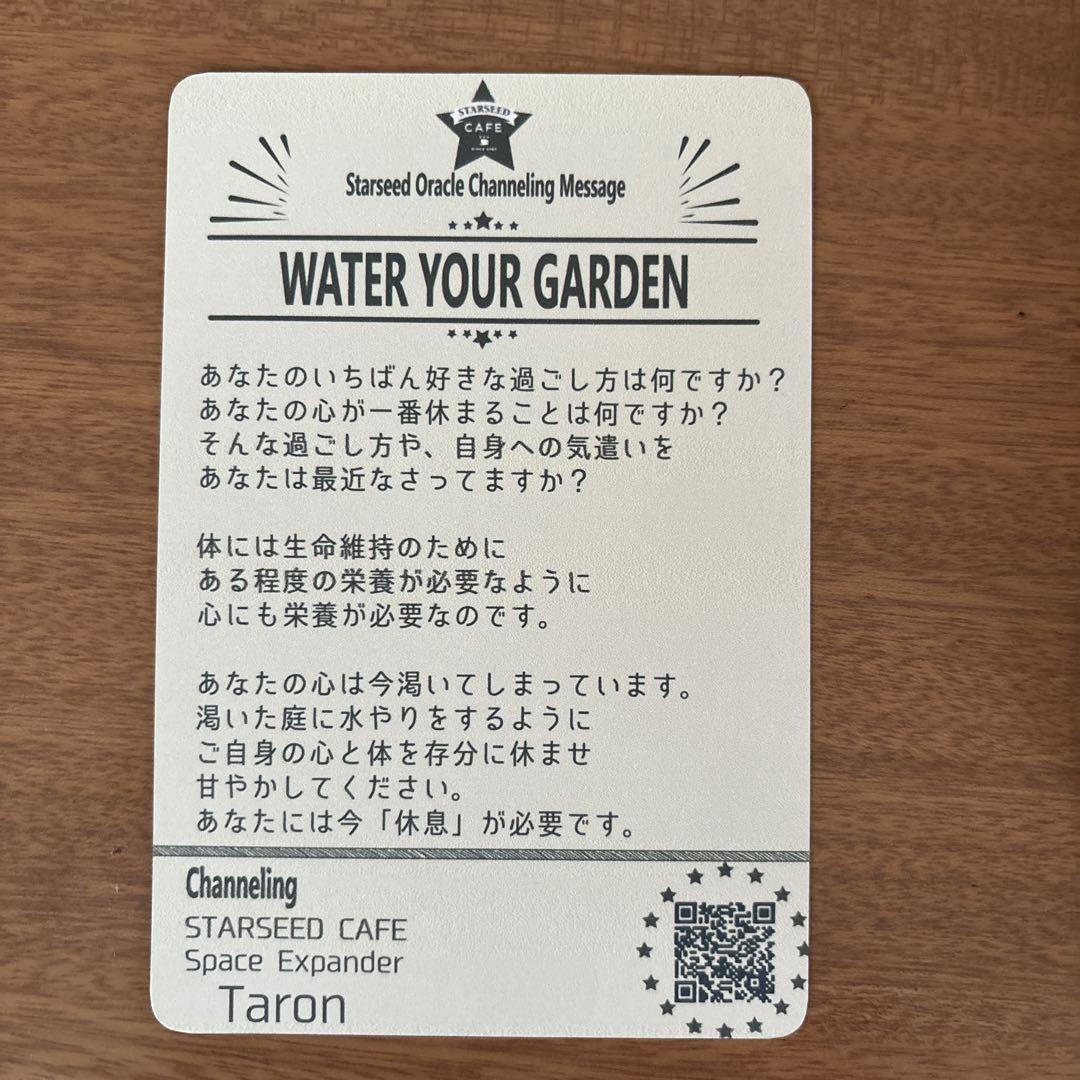 STARSEED
CAFE
Starseed Oracle Channeling Message
WATER YOUR GARDEN
あなたのいちばん好きな過ごし方は何ですか？
あなたの心が一番休まることは何ですか？
そんな過ごし方や、自身への気遣いを
あなたは最近なさってますか？
体には生命維持のために
ある程度の栄養が必要なように
心にも栄養が必要なのです。
あなたの心は今渇いてしまっています。
渇いた庭に水やりをするように
ご自身の心と体を存分に休ませ
甘やかしてください。
あなたには今「休息」が必要です。
Channeling
STARSEED CAFE
Space Expander
Taron